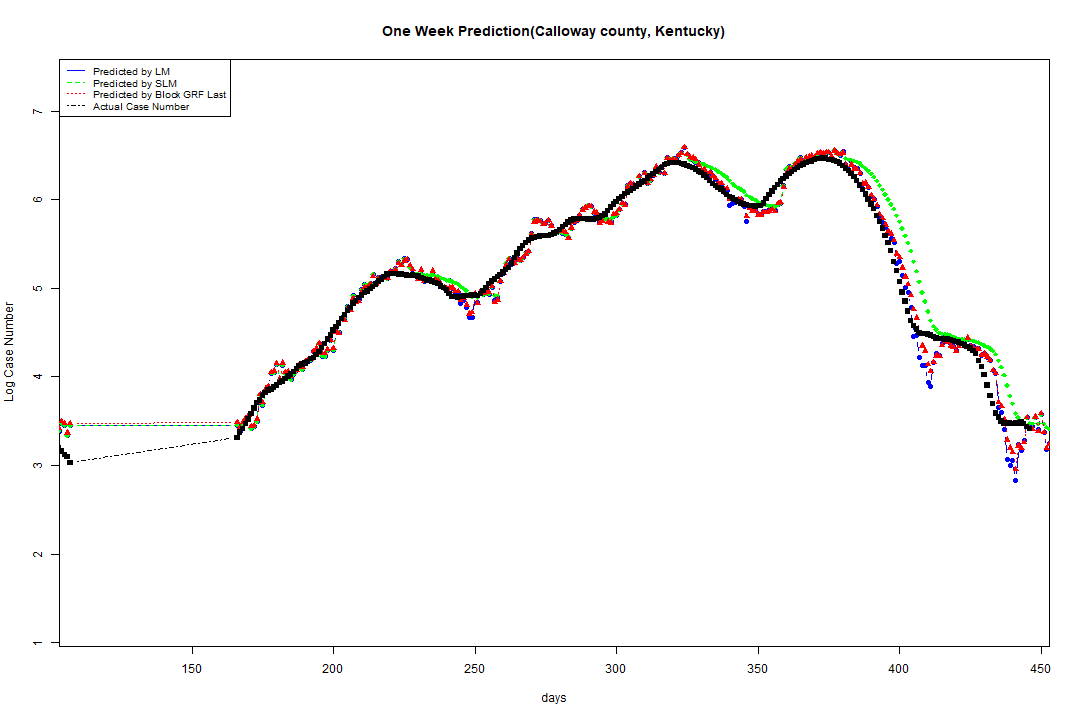 One Week Prediction(Calloway county, Kentucky)
Predicted by LM
Predicted by SLM
Predicted by Block GRF Last
Actual Case Number
7
6
5
4
3
2
1
Log Case Number
150 200 250 300 350 400 450
days